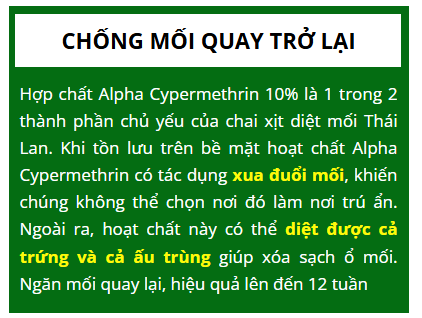 CHỐNG MỐI QUAY TRỞ LẠI
Hợp chất Alpha Cypermethrin 10% là 1 trong 2
thành phần chủ yếu của chai xịt diệt mối Thái
Lan. Khi tồn lưu trên bề mặt hoạt chất Alpha
Cypermethrin có tác dụng xua đuổi mối, khiến
chúng không thể chọn nơi đó làm nơi trú ẩn.
Ngoài ra, hoạt chất này có thể diệt được cả
trứng và cả ấu trùng giúp xóa sạch ổ mối.
Ngăn mối quay lại, hiệu quả lên đến 12 tuần